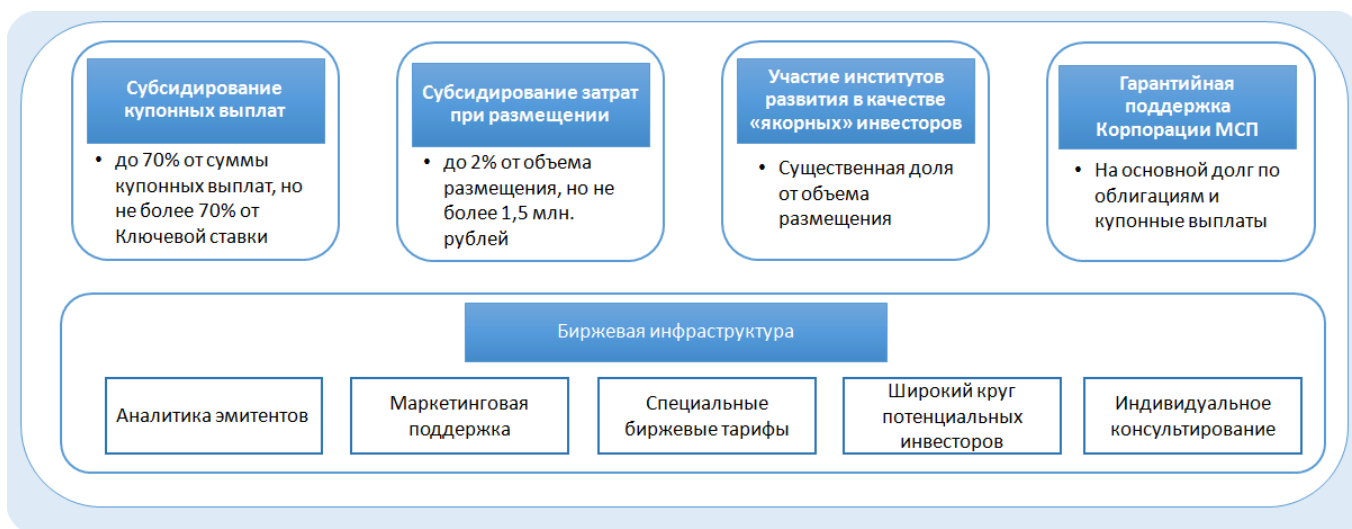 Субсидирование
купонных выплат
• до 70% от суммы
купонных выплат, но
не более 70% от
Ключевой ставки
Субсидирование затрат
при размещении
• до 2% от объема
размещения, но не
более 1,5 млн.
рублей
Участие институтов
развития в качестве
«якорных» инвесторов
• Существенная доля
от объема
размещения
Гарантийная
поддержка
Корпорации МСП
• На основной долг по
облигациям и
купонные выплаты
Биржевая инфраструктура
Аналитика эмитентов
Маркетинговая
поддержка
Специальные
биржевые тарифы
Широкий круг
потенциальных
инвесторов
Индивидуальное
консультирование